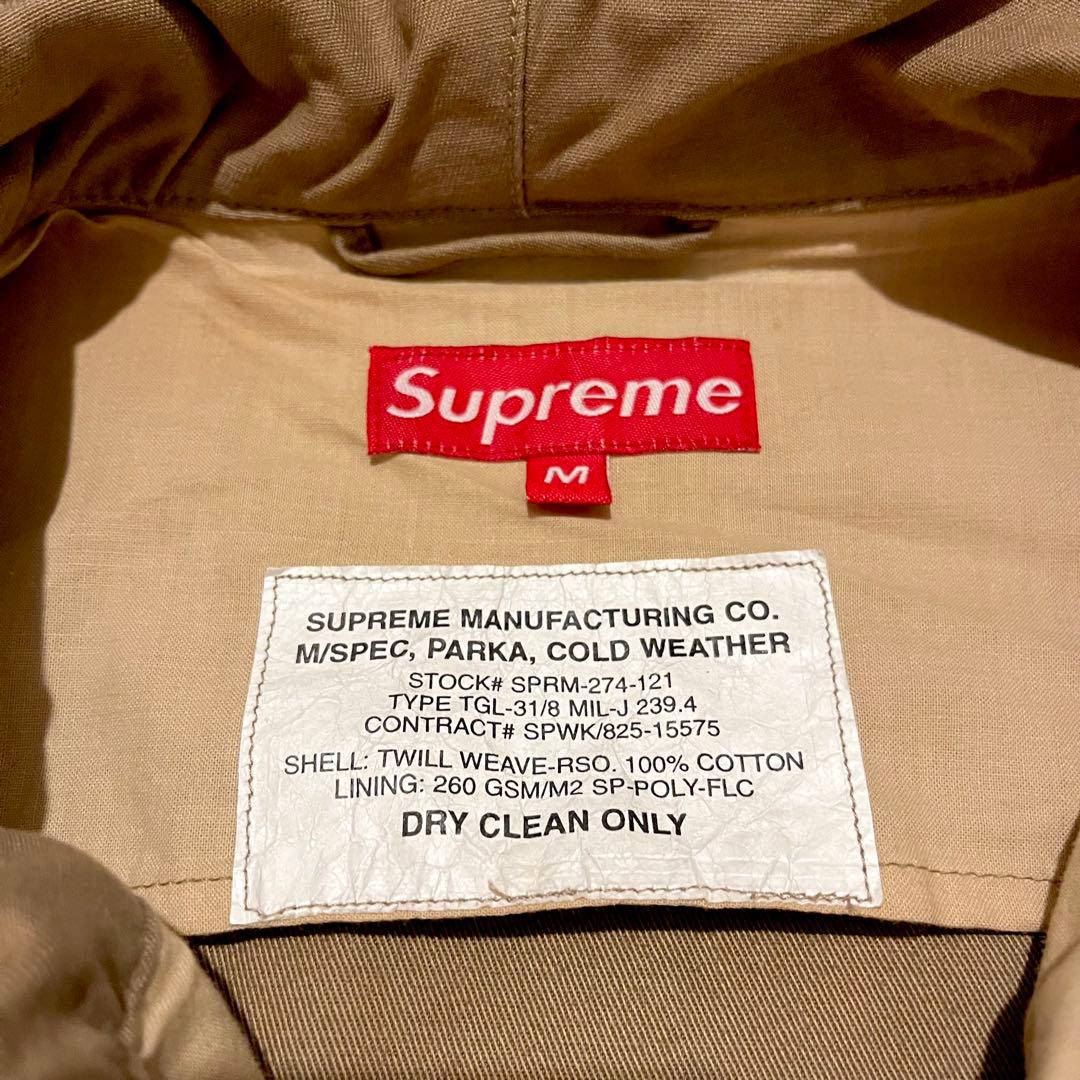 Supreme
M
SUPREME MANUFACTURING CO.
M/SPEC, PARKA, COLD WEATHER
STOCK# SPRM-274-121
TYPE TGL-31/8 MIL-J 239.4
CONTRACT# SPWK/825-15575
SHELL: TWILL WEAVE-RSO. 100% COTTON
LINING: 260 GSM/M2 SP-POLY-FLC
DRY CLEAN ONLY